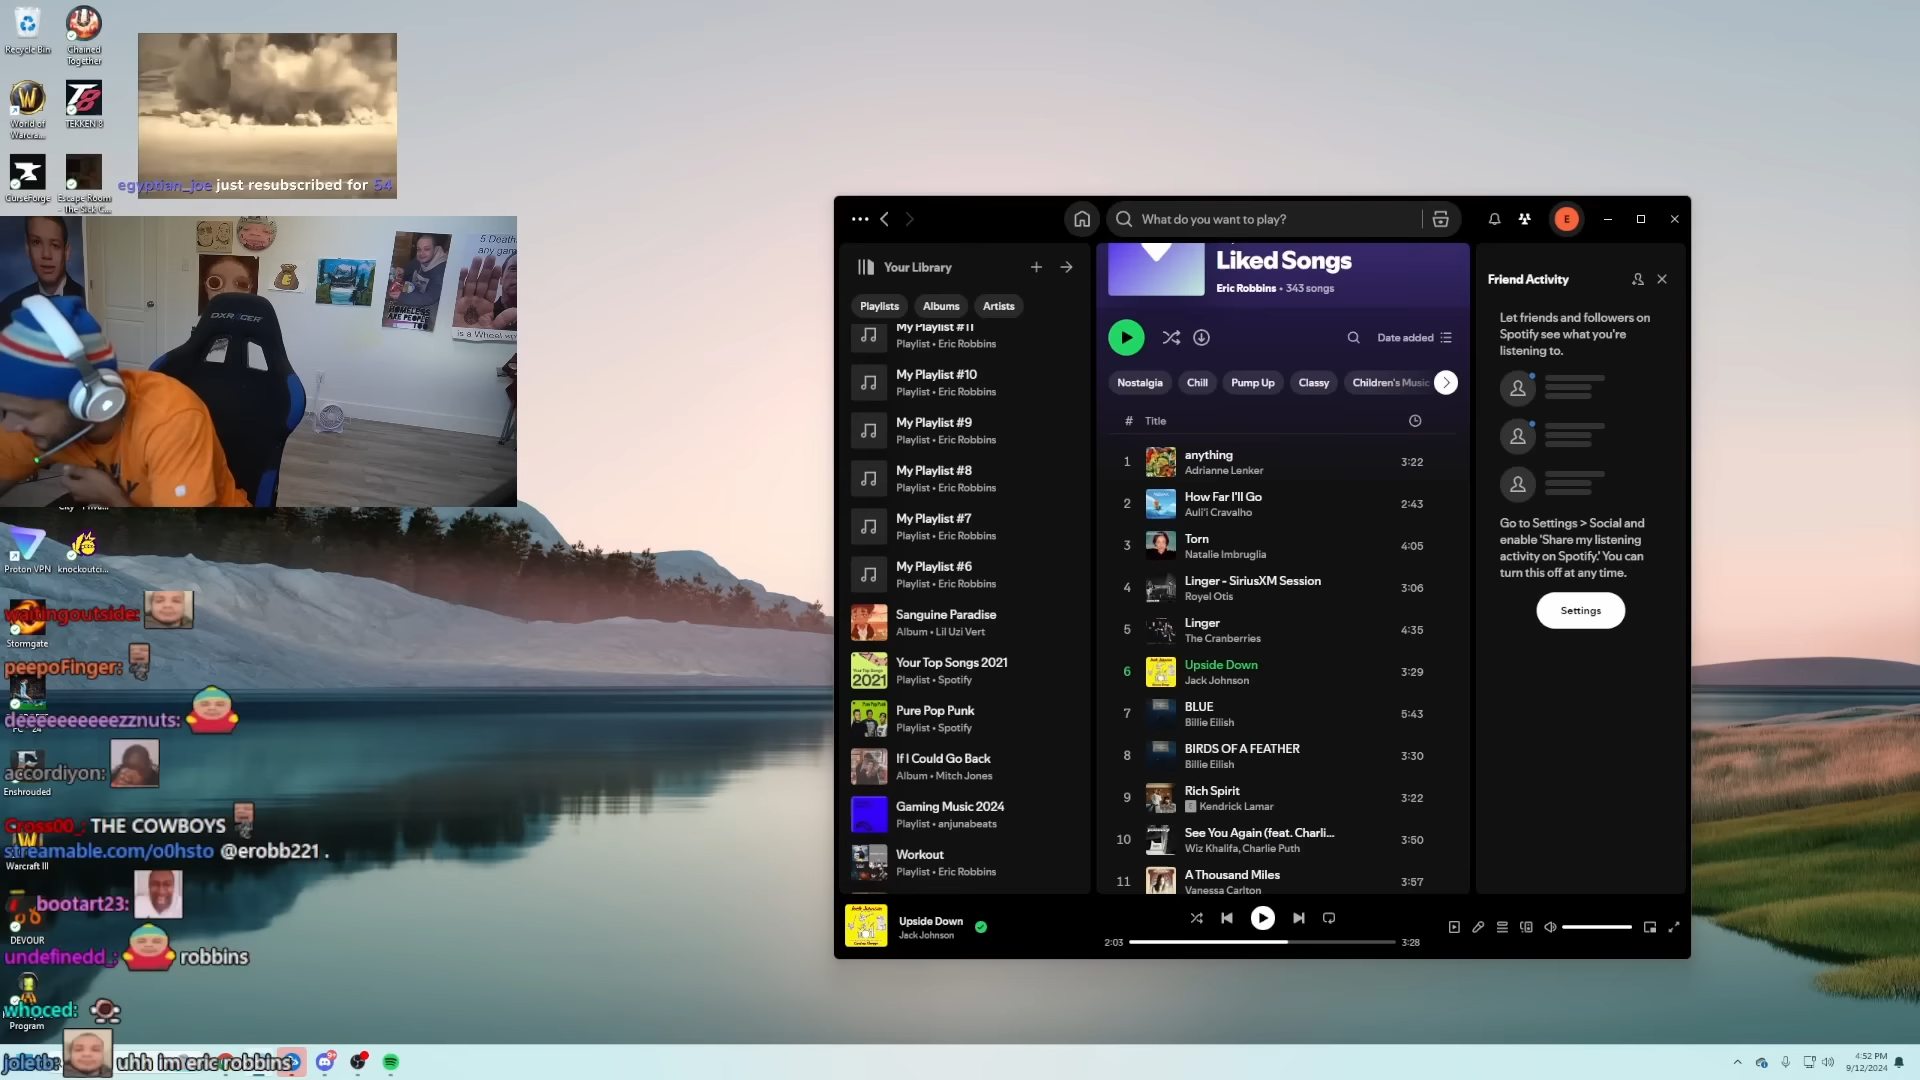 Recycle Bin
Chained
Together
World of
Warcra...
TEKKEN 8
CurseForge
Escape Room
- The Sick C...
egyptian_joe just resubscribed for 54
DXRACER
HOMELESS
ARE PEOPLE
TOO
5 Death
any gam
is a Wheel
Proton VPN
knockoutci...
waitingoutside:
Stormgate
peepoFinger:
deeeeeeeeeezznuts:
FC 24
accordiyon:
Enshrouded
Cross00_: THE COWBOYS
streamable.com/o0hsto @erobb221 .
Warcraft III
bootart23:
DEVOUR
undefinedd_: robbins
whoced:
Program
joletb: uhh im eric robbins
What do you want to play?
E
Your Library
Playlists
Albums
Artists
My Playlist #11
Playlist • Eric Robbins
My Playlist #10
Playlist • Eric Robbins
My Playlist #9
Playlist • Eric Robbins
My Playlist #8
Playlist • Eric Robbins
My Playlist #7
Playlist • Eric Robbins
My Playlist #6
Playlist • Eric Robbins
Sanguine Paradise
Album • Lil Uzi Vert
Your Top Songs 2021
Playlist • Spotify
Pure Pop Punk
Playlist • Spotify
If I Could Go Back
Album • Mitch Jones
Gaming Music 2024
Playlist • anjunabeats
Workout
Playlist • Eric Robbins
Liked Songs
Eric Robbins • 343 songs
Date added
Nostalgia
Chill
Pump Up
Classy
Children's Music
# Title
1 anything 3:22
Adrianne Lenker
2 How Far I'll Go 2:43
Auli'i Cravalho
3 Torn 4:05
Natalie Imbruglia
4 Linger - SiriusXM Session 3:06
Royel Otis
5 Linger 4:35
The Cranberries
6 Upside Down 3:29
Jack Johnson
7 BLUE 5:43
Billie Eilish
8 BIRDS OF A FEATHER 3:30
Billie Eilish
9 Rich Spirit 3:22
E Kendrick Lamar
10 See You Again (feat. Charli... 3:50
Wiz Khalifa, Charlie Puth
11 A Thousand Miles 3:57
Vanessa Carlton
Friend Activity
Let friends and followers on
Spotify see what you're
listening to.
Go to Settings > Social and
enable 'Share my listening
activity on Spotify.' You can
turn this off at any time.
Settings
Upside Down
Jack Johnson
2:03
3:28
4:52 PM
9/12/2024